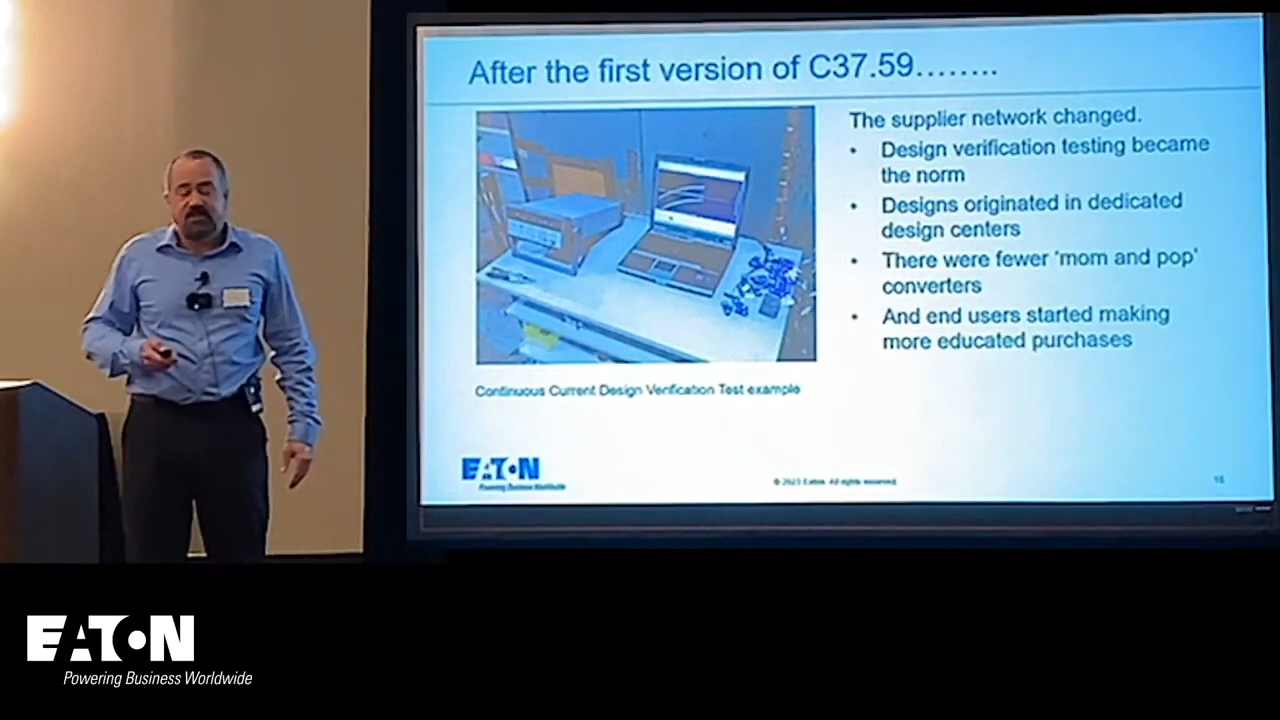 After the first version of C37.59........
The supplier network changed.
• Design verification testing became
the norm
• Designs originated in dedicated
design centers
• There were fewer 'mom and pop'
converters
• And end users started making
more educated purchases
Continuous Current Design Verification Test example
EATON
Powering Business Worldwide
© 2023 Eaton. All rights reserved.
EATON
Powering Business Worldwide